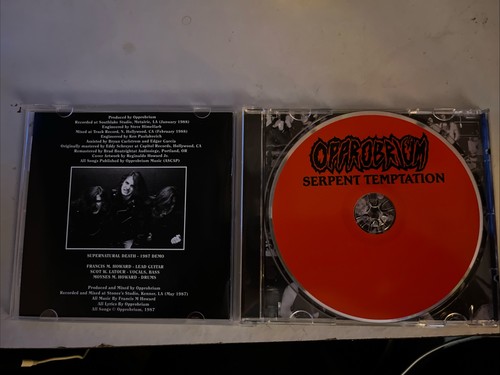 Produced by Opprobrium
Recorded at Southlake Studio, Metairie, LA (January 1988)
Engineered by Steve Himelfarb
Mixed at Track Record, N. Hollywood, CA (February 1988)
Engineered by Ken Paulakovich
Assisted by Bryan Carlstrom and Edgar Garcia
Originally mastered by Eddy Schreyer at Capitol Records, Hollywood, CA
Remastered by Brad Boatright at Audiosiege, Portland, OR
Cover Artwork by Reginald Howard Jr.
All Songs Published by Opprobrium Music (ASCAP)
SUPERNATURAL DEATH - 1987 DEMO
FRANCIS M. HOWARD - LEAD GUITAR
SCOT W. LATOUR - VOCALS, BASS
MOYSES M. HOWARD - DRUMS
Produced and Mixed by Opprobrium
Recorded and Mixed at Stoner's Studio, Kenner, LA (May 1987)
All Music By Francis M Howard
All Lyrics By Opprobrium
All Songs © Opprobrium, 1987
OPPROBRIUM
SERPENT TEMPTATION